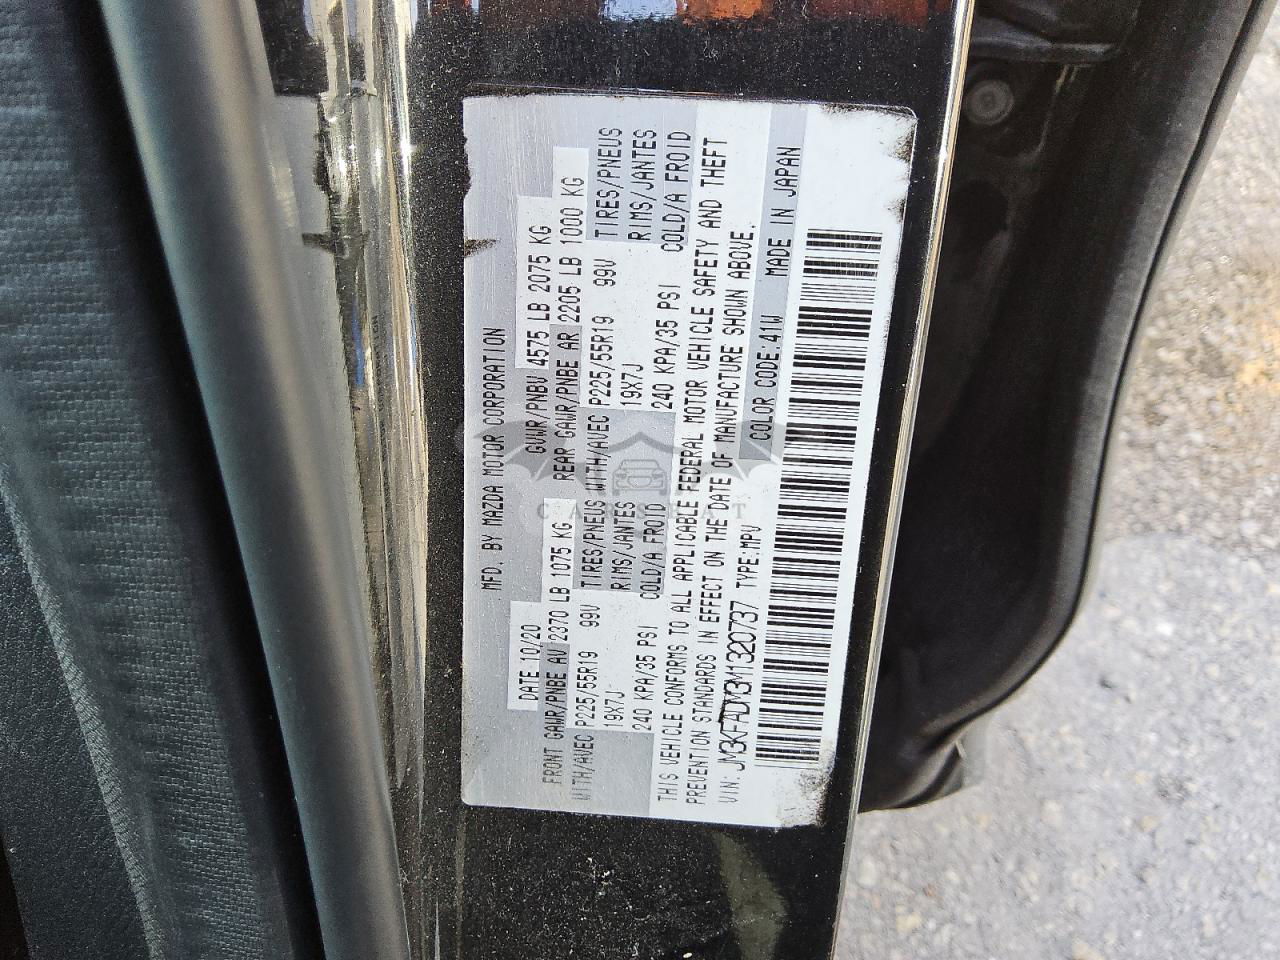 MFD. BY MAZDA MOTOR CORPORATION
DATE 10/20 GVWR/PNBV 4575 LB 2075 KG
FRONT GAWR/PNBE AV 2370 LB 1075 KG REAR GAWR/PNBE AR 2205 LB 1000 KG
WITH/AVEC P225/55R19 99V TIRES/PNEUS WITH/AVEC P225/55R19 99V TIRES/PNEUS
19X7J RIMS/JANTES 19X7J RIMS/JANTES
240 KPA/35 PSI COLD/A FROID 240 KPA/35 PSI COLD/A FROID
THIS VEHICLE CONFORMS TO ALL APPLICABLE FEDERAL MOTOR VEHICLE SAFETY AND THEFT
PREVENTION STANDARDS IN EFFECT ON THE DATE OF MANUFACTURE SHOWN ABOVE.
VIN: JM3KFADM3M1320737 TYPE:MPV COLOR CODE:41W MADE IN JAPAN
CARSBAT